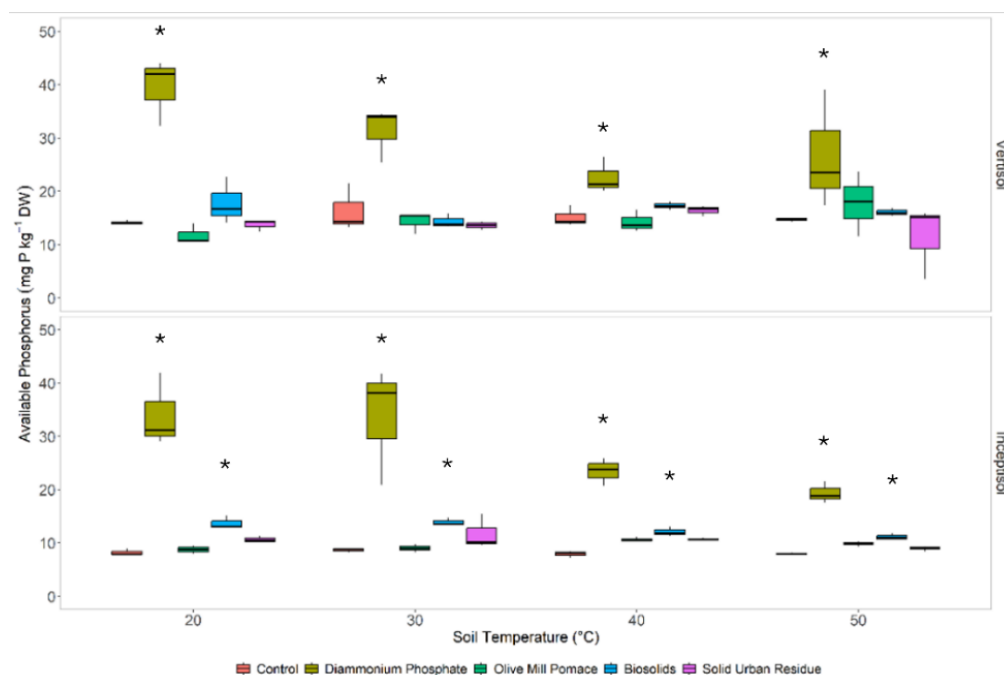 50
40
30
20
10
0
Vertisol
50
40
30
20
10
0
Inceptisol
Available Phosphorus (mg P kg⁻¹ DW)
* * * *
* * * * * * * *
20 30 40 50
Soil Temperature (°C)
Control Diammonium Phosphate Olive Mill Pomace Biosolids Solid Urban Residue